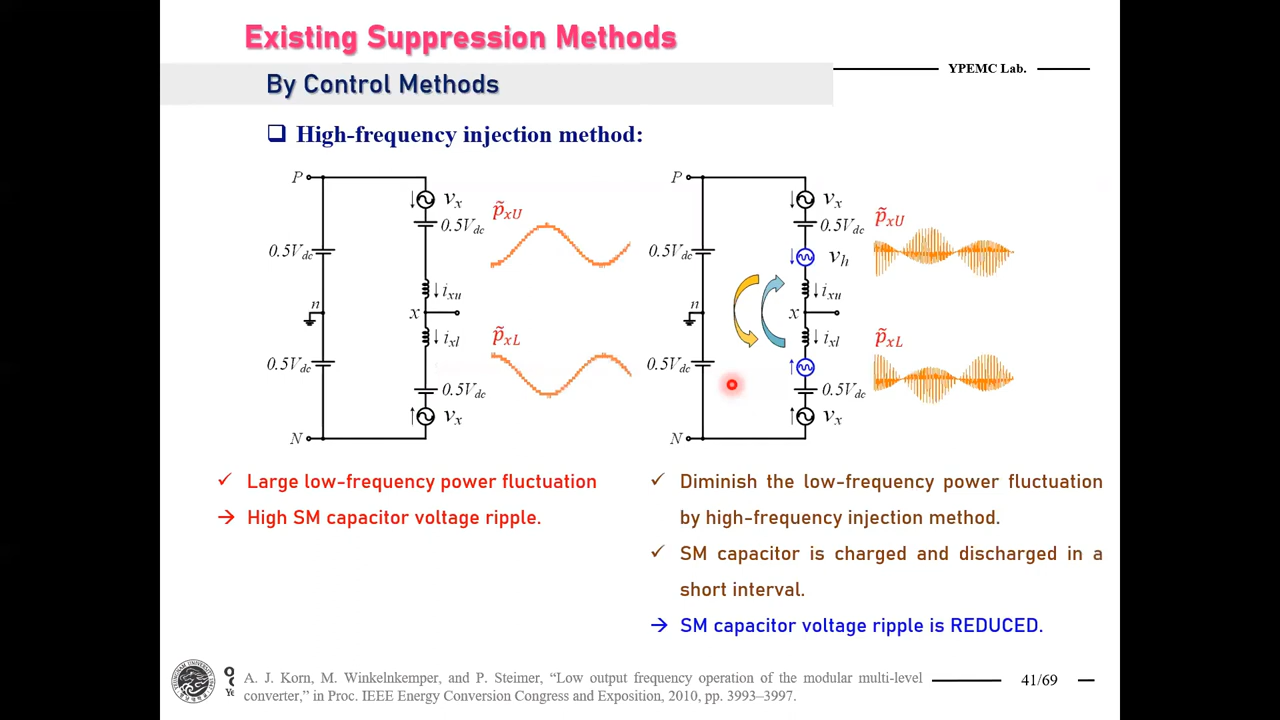 Existing Suppression Methods
By Control Methods
YPEMC Lab.
❑ High-frequency injection method:
P
v_x
0.5V_dc
p̃_xU
0.5V_dc
i_xu
n
x
i_xl
p̃_xL
0.5V_dc
0.5V_dc
v_x
N
P
v_x
0.5V_dc
p̃_xU
0.5V_dc
v_h
i_xu
n
x
i_xl
p̃_xL
0.5V_dc
0.5V_dc
v_x
N
✓ Large low-frequency power fluctuation
→ High SM capacitor voltage ripple.
✓ Diminish the low-frequency power fluctuation
by high-frequency injection method.
✓ SM capacitor is charged and discharged in a
short interval.
→ SM capacitor voltage ripple is REDUCED.
A. J. Korn, M. Winkelnkemper, and P. Steimer, “Low output frequency operation of the modular multi-level
converter,” in Proc. IEEE Energy Conversion Congress and Exposition, 2010, pp. 3993–3997.
41/69